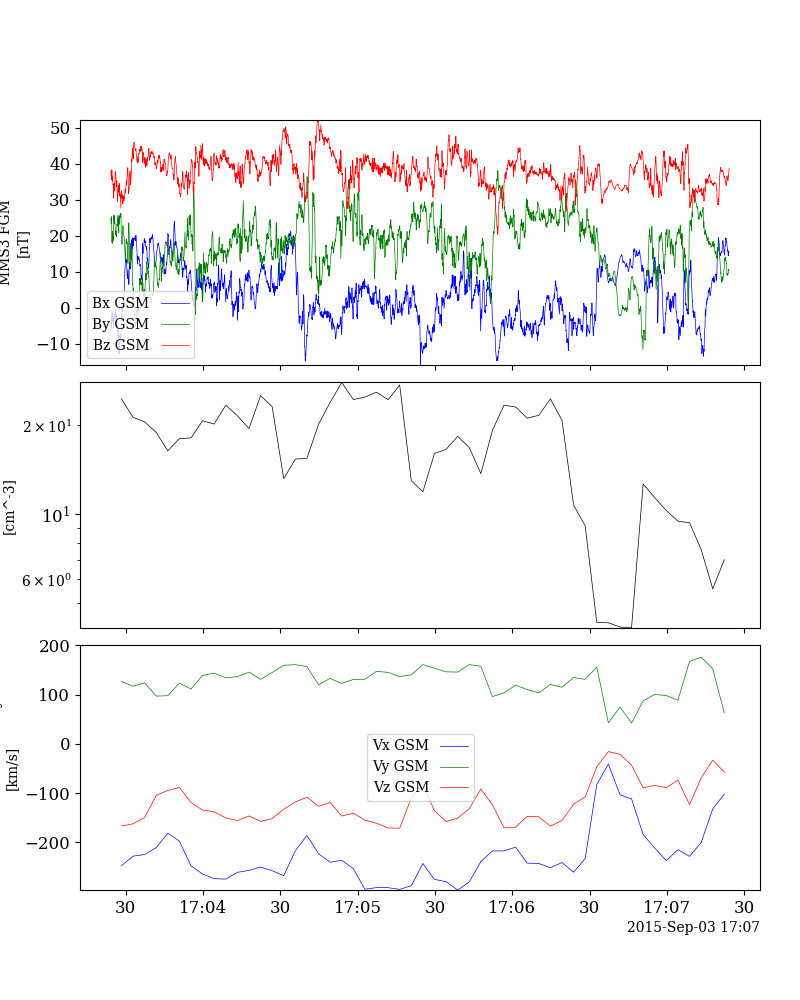 50
40
30
20
10
0
−10
MMS3 FGM
[nT]
Bx GSM
By GSM
Bz GSM
2 × 10¹
10¹
6 × 10⁰
[cm^-3]
200
100
0
−100
−200
[km/s]
Vx GSM
Vy GSM
Vz GSM
30 17:04 30 17:05 30 17:06 30 17:07 30
2015-Sep-03 17:07